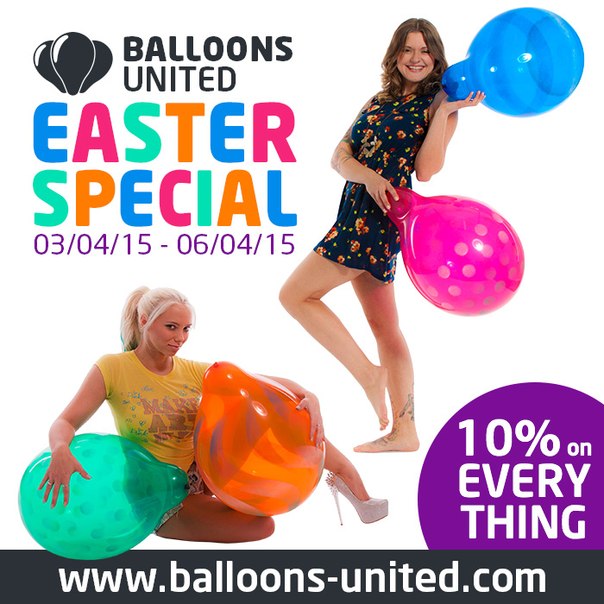 BALLOONS
UNITED
EASTER
SPECIAL
03/04/15 - 06/04/15
10% on
EVERY
THING
www.balloons-united.com